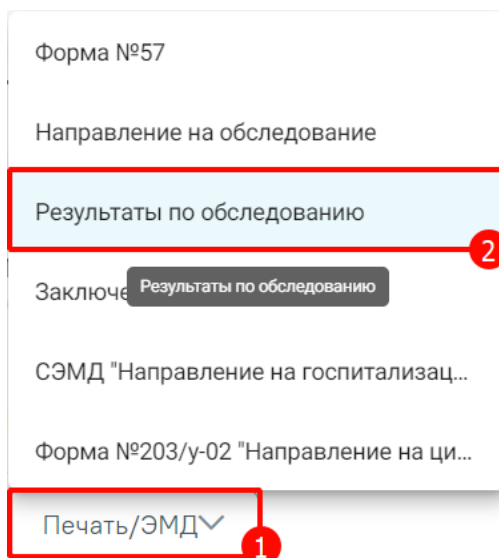 Форма №57
Направление на обследование
Результаты по обследованию
2
Заключе
Результаты по обследованию
СЭМД "Направление на госпитализац...
Форма №203/у-02 "Направление на ци...
Печать/ЭМД
1